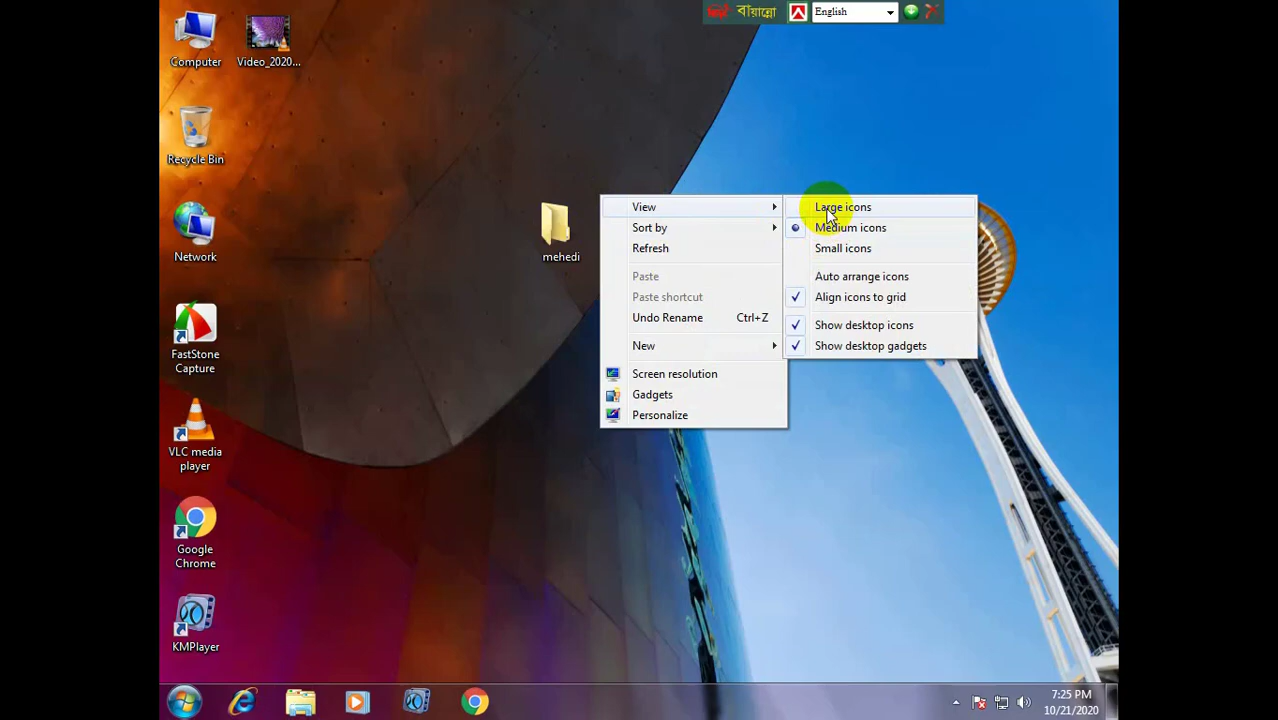 বাঁয়ান্নো
English
Computer
Video_2020...
Recycle Bin
Network
FastStone
Capture
VLC media
player
Google
Chrome
KMPlayer
mehedi
View
Sort by
Refresh
Paste
Paste shortcut
Undo Rename Ctrl+Z
New
Screen resolution
Gadgets
Personalize
Large icons
Medium icons
Small icons
Auto arrange icons
Align icons to grid
Show desktop icons
Show desktop gadgets
7:25 PM
10/21/2020